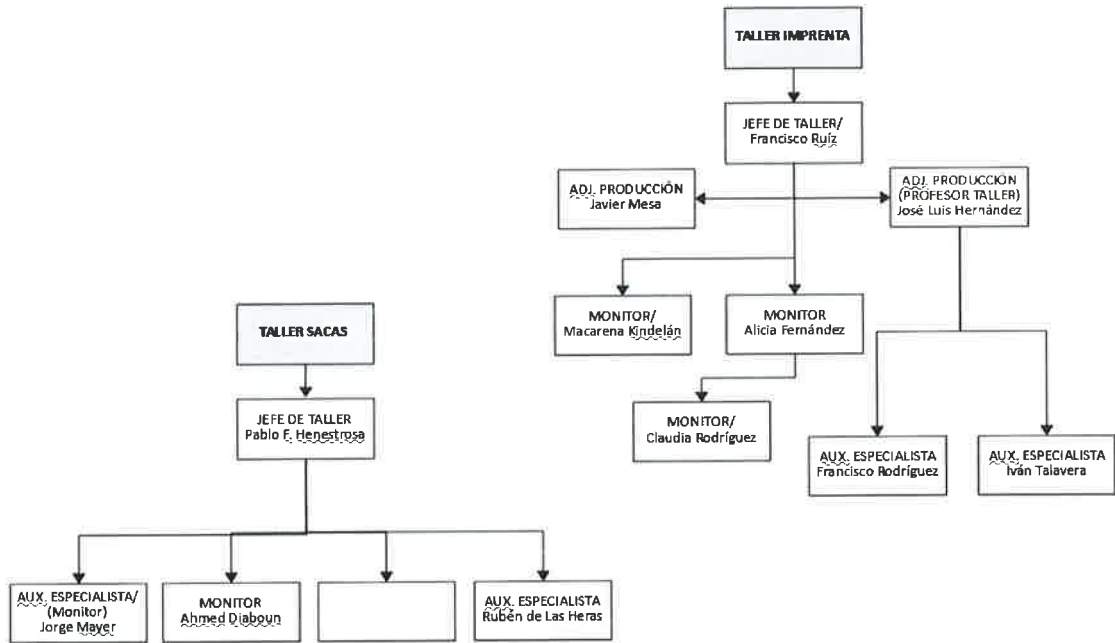 TALLER IMPRENTA
JEFE DE TALLER/
Francisco Ruíz
ADJ. PRODUCCIÓN
Javier Mesa
ADJ. PRODUCCIÓN
(PROFESOR TALLER)
José Luis Hernández
MONITOR/
Macarena Kindelán
MONITOR
Alicia Fernández
MONITOR/
Claudia Rodríguez
AUX. ESPECIALISTA
Francisco Rodríguez
AUX. ESPECIALISTA
Iván Talavera
TALLER SACAS
JEFE DE TALLER
Pablo F. Henestrosa
AUX. ESPECIALISTA/
(Monitor)
Jorge Mayer
MONITOR
Ahmed Diaboun
AUX. ESPECIALISTA
Rubén de Las Heras